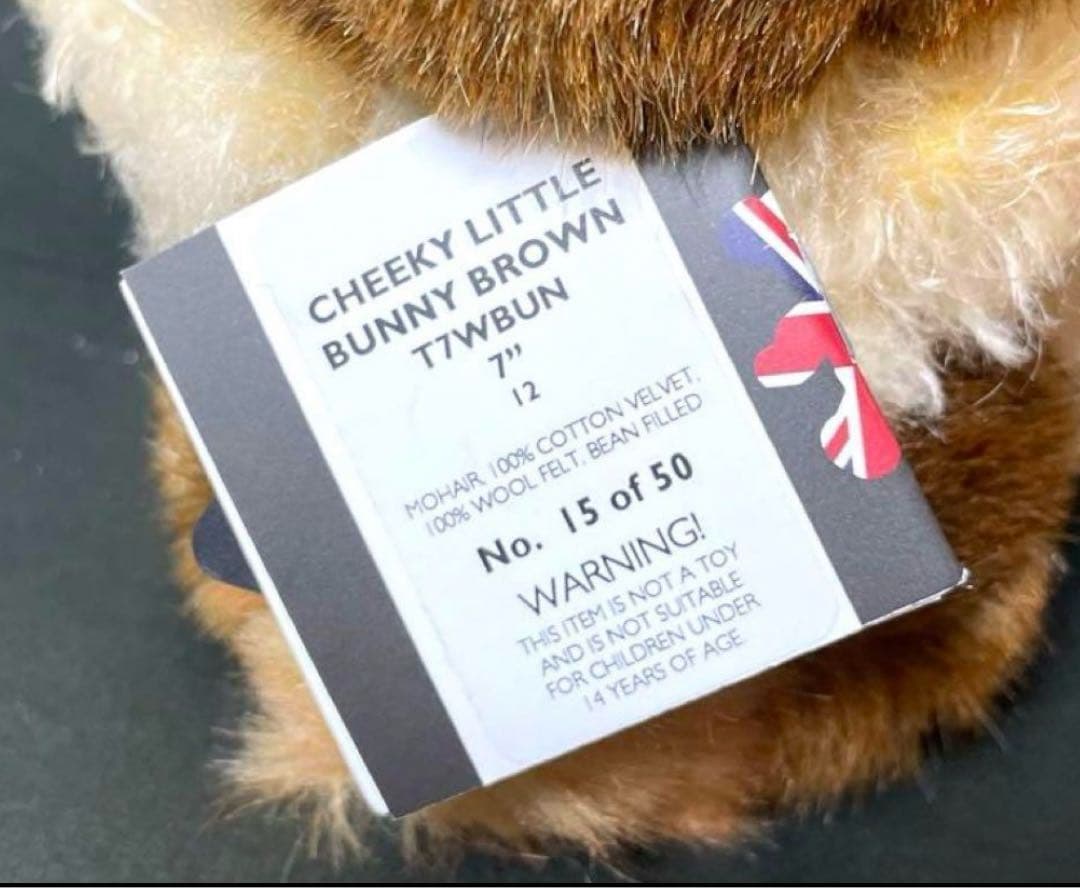 CHEEKY LITTLE
BUNNY BROWN
T7WBUN
7”
12
MOHAIR, 100% COTTON VELVET,
100% WOOL FELT, BEAN FILLED
No. 15 of 50
WARNING!
THIS ITEM IS NOT A TOY
AND IS NOT SUITABLE
FOR CHILDREN UNDER
14 YEARS OF AGE